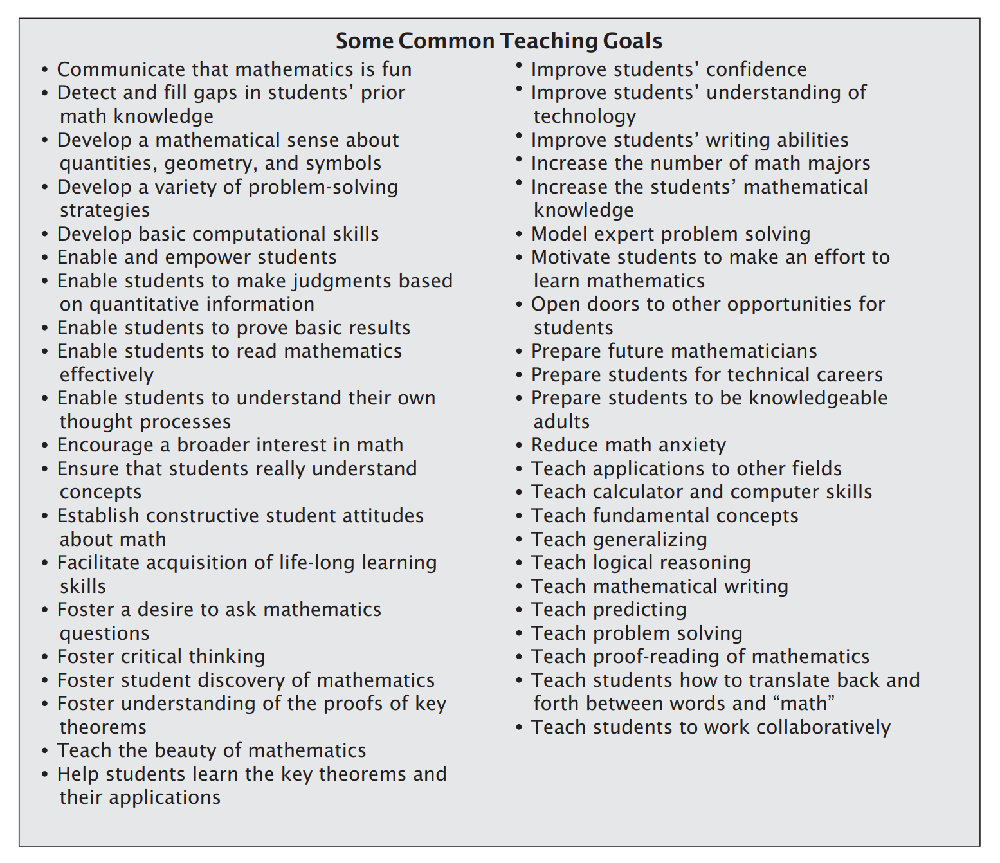 Some Common Teaching Goals
• Communicate that mathematics is fun
• Detect and fill gaps in students’ prior
math knowledge
• Develop a mathematical sense about
quantities, geometry, and symbols
• Develop a variety of problem-solving
strategies
• Develop basic computational skills
• Enable and empower students
• Enable students to make judgments based
on quantitative information
• Enable students to prove basic results
• Enable students to read mathematics
effectively
• Enable students to understand their own
thought processes
• Encourage a broader interest in math
• Ensure that students really understand
concepts
• Establish constructive student attitudes
about math
• Facilitate acquisition of life-long learning
skills
• Foster a desire to ask mathematics
questions
• Foster critical thinking
• Foster student discovery of mathematics
• Foster understanding of the proofs of key
theorems
• Teach the beauty of mathematics
• Help students learn the key theorems and
their applications
• Improve students’ confidence
• Improve students’ understanding of
technology
• Improve students’ writing abilities
• Increase the number of math majors
• Increase the students’ mathematical
knowledge
• Model expert problem solving
• Motivate students to make an effort to
learn mathematics
• Open doors to other opportunities for
students
• Prepare future mathematicians
• Prepare students for technical careers
• Prepare students to be knowledgeable
adults
• Reduce math anxiety
• Teach applications to other fields
• Teach calculator and computer skills
• Teach fundamental concepts
• Teach generalizing
• Teach logical reasoning
• Teach mathematical writing
• Teach predicting
• Teach problem solving
• Teach proof-reading of mathematics
• Teach students how to translate back and
forth between words and “math”
• Teach students to work collaboratively